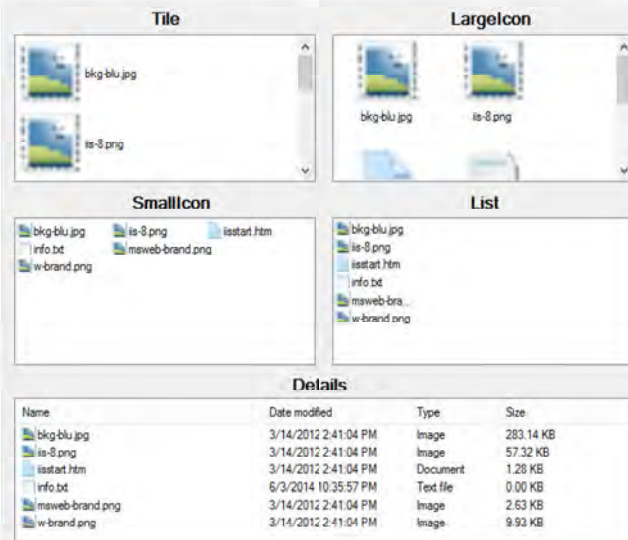 Tile
LargeIcon
bkg-blu.jpg
iis-8.png
bkg-blu.jpg iis-8.png
SmallIcon
List
bkg-blu.jpg iis-8.png iisstart.htm
info.txt msweb-brand.png
w-brand.png
bkg-blu.jpg
iis-8.png
iisstart.htm
info.txt
msweb-bra...
w-brand.png
Details
Name Date modified Type Size
bkg-blu.jpg 3/14/2012 2:41:04 PM Image 283.14 KB
iis-8.png 3/14/2012 2:41:04 PM Image 57.32 KB
iisstart.htm 3/14/2012 2:41:04 PM Document 1.28 KB
info.txt 6/3/2014 10:35:57 PM Text file 0.00 KB
msweb-brand.png 3/14/2012 2:41:04 PM Image 2.63 KB
w-brand.png 3/14/2012 2:41:04 PM Image 9.93 KB